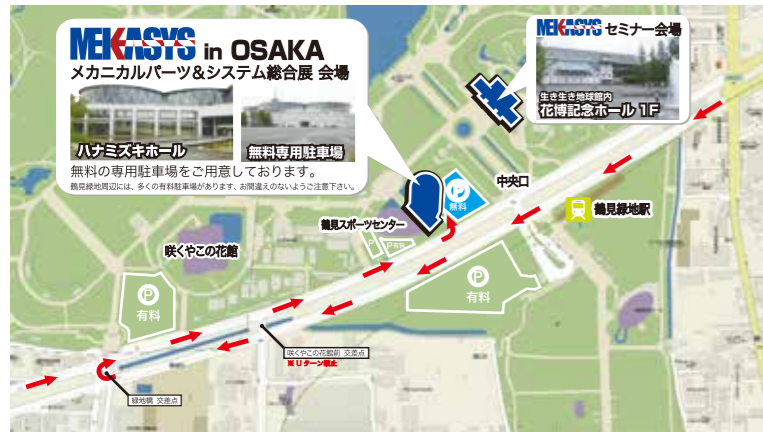 MEKASYS in OSAKA
メカニカルパーツ&システム総合展 会場
ハナミズキホール
無料専用駐車場
無料の専用駐車場をご用意しております。
鶴見緑地周辺には、多くの有料駐車場があります、お間違えのないようご注意下さい。
MEKASYS セミナー会場
生き生き地球館内
花博記念ホール 1F
中央口
P
無料
鶴見緑地駅
鶴見スポーツセンター
P
P有料
咲くやこの花館
P
有料
P
有料
咲くやこの花館前 交差点
※Uターン禁止
緑地橋 交差点